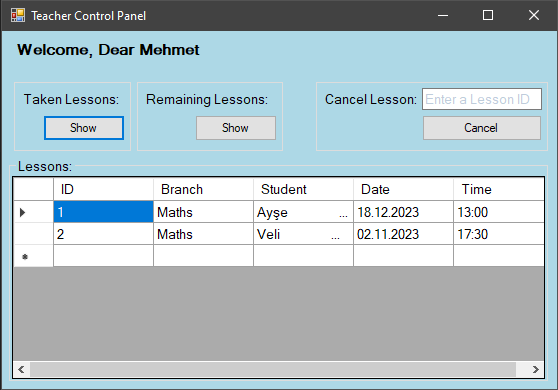 Teacher Control Panel
Welcome, Dear Mehmet
Taken Lessons:
Show
Remaining Lessons:
Show
Cancel Lesson: Enter a Lesson ID
Cancel
Lessons:
ID Branch Student Date Time
1 Maths Ayşe ... 18.12.2023 13:00
2 Maths Veli ... 02.11.2023 17:30